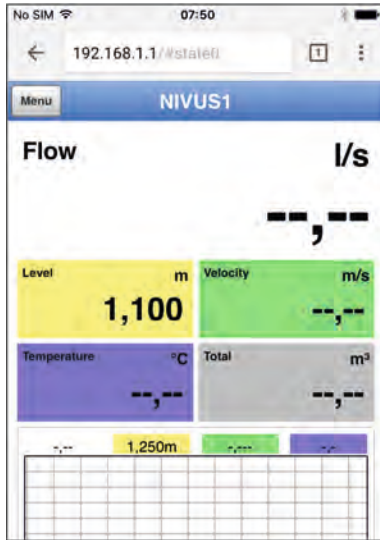 No SIM 07:50
192.168.1.1/#state0 1
Menu NIVUS1
Flow l/s
--,--
Level m Velocity m/s
1,100 --,--
Temperature °C Total m³
--,-- --,--
-,-- 1,250m -,--- -,-